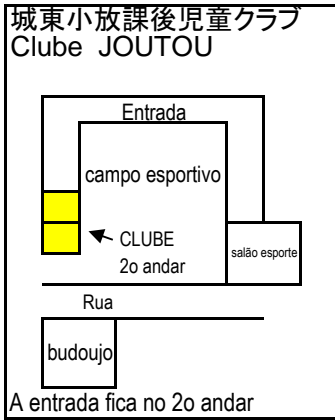 城東小放課後児童クラブ
Clube JOUTOU
Entrada
campo esportivo
CLUBE
2o andar
salão esporte
Rua
budoujo
A entrada fica no 2o andar